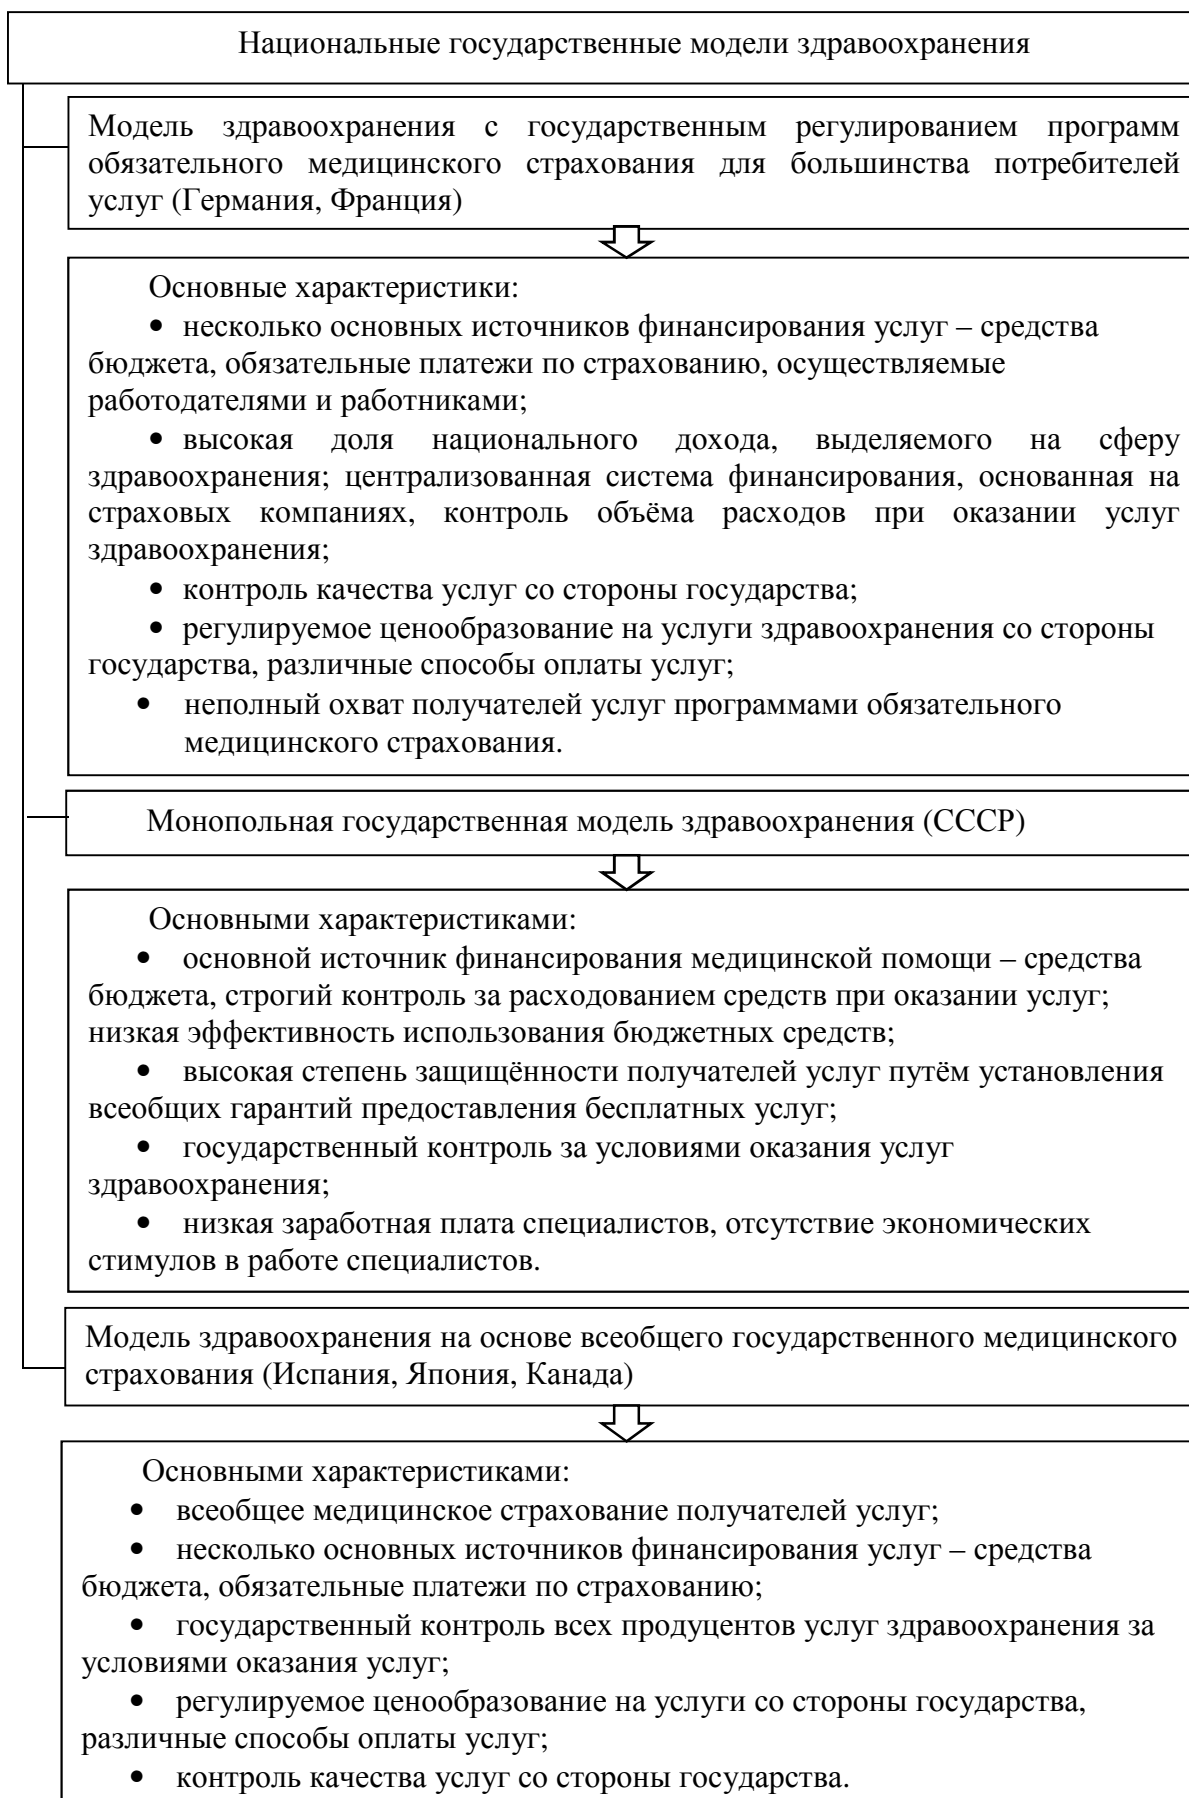 Национальные государственные модели здравоохранения
Модель здравоохранения с государственным регулированием программ
обязательного медицинского страхования для большинства потребителей
услуг (Германия, Франция)
Основные характеристики:
• несколько основных источников финансирования услуг – средства
бюджета, обязательные платежи по страхованию, осуществляемые
работодателями и работниками;
• высокая доля национального дохода, выделяемого на сферу
здравоохранения; централизованная система финансирования, основанная на
страховых компаниях, контроль объёма расходов при оказании услуг
здравоохранения;
• контроль качества услуг со стороны государства;
• регулируемое ценообразование на услуги здравоохранения со стороны
государства, различные способы оплаты услуг;
• неполный охват получателей услуг программами обязательного
медицинского страхования.
Монопольная государственная модель здравоохранения (СССР)
Основными характеристиками:
• основной источник финансирования медицинской помощи – средства
бюджета, строгий контроль за расходованием средств при оказании услуг;
низкая эффективность использования бюджетных средств;
• высокая степень защищённости получателей услуг путём установления
всеобщих гарантий предоставления бесплатных услуг;
• государственный контроль за условиями оказания услуг
здравоохранения;
• низкая заработная плата специалистов, отсутствие экономических
стимулов в работе специалистов.
Модель здравоохранения на основе всеобщего государственного медицинского
страхования (Испания, Япония, Канада)
Основными характеристиками:
• всеобщее медицинское страхование получателей услуг;
• несколько основных источников финансирования услуг – средства
бюджета, обязательные платежи по страхованию;
• государственный контроль всех продуцентов услуг здравоохранения за
условиями оказания услуг;
• регулируемое ценообразование на услуги со стороны государства,
различные способы оплаты услуг;
• контроль качества услуг со стороны государства.